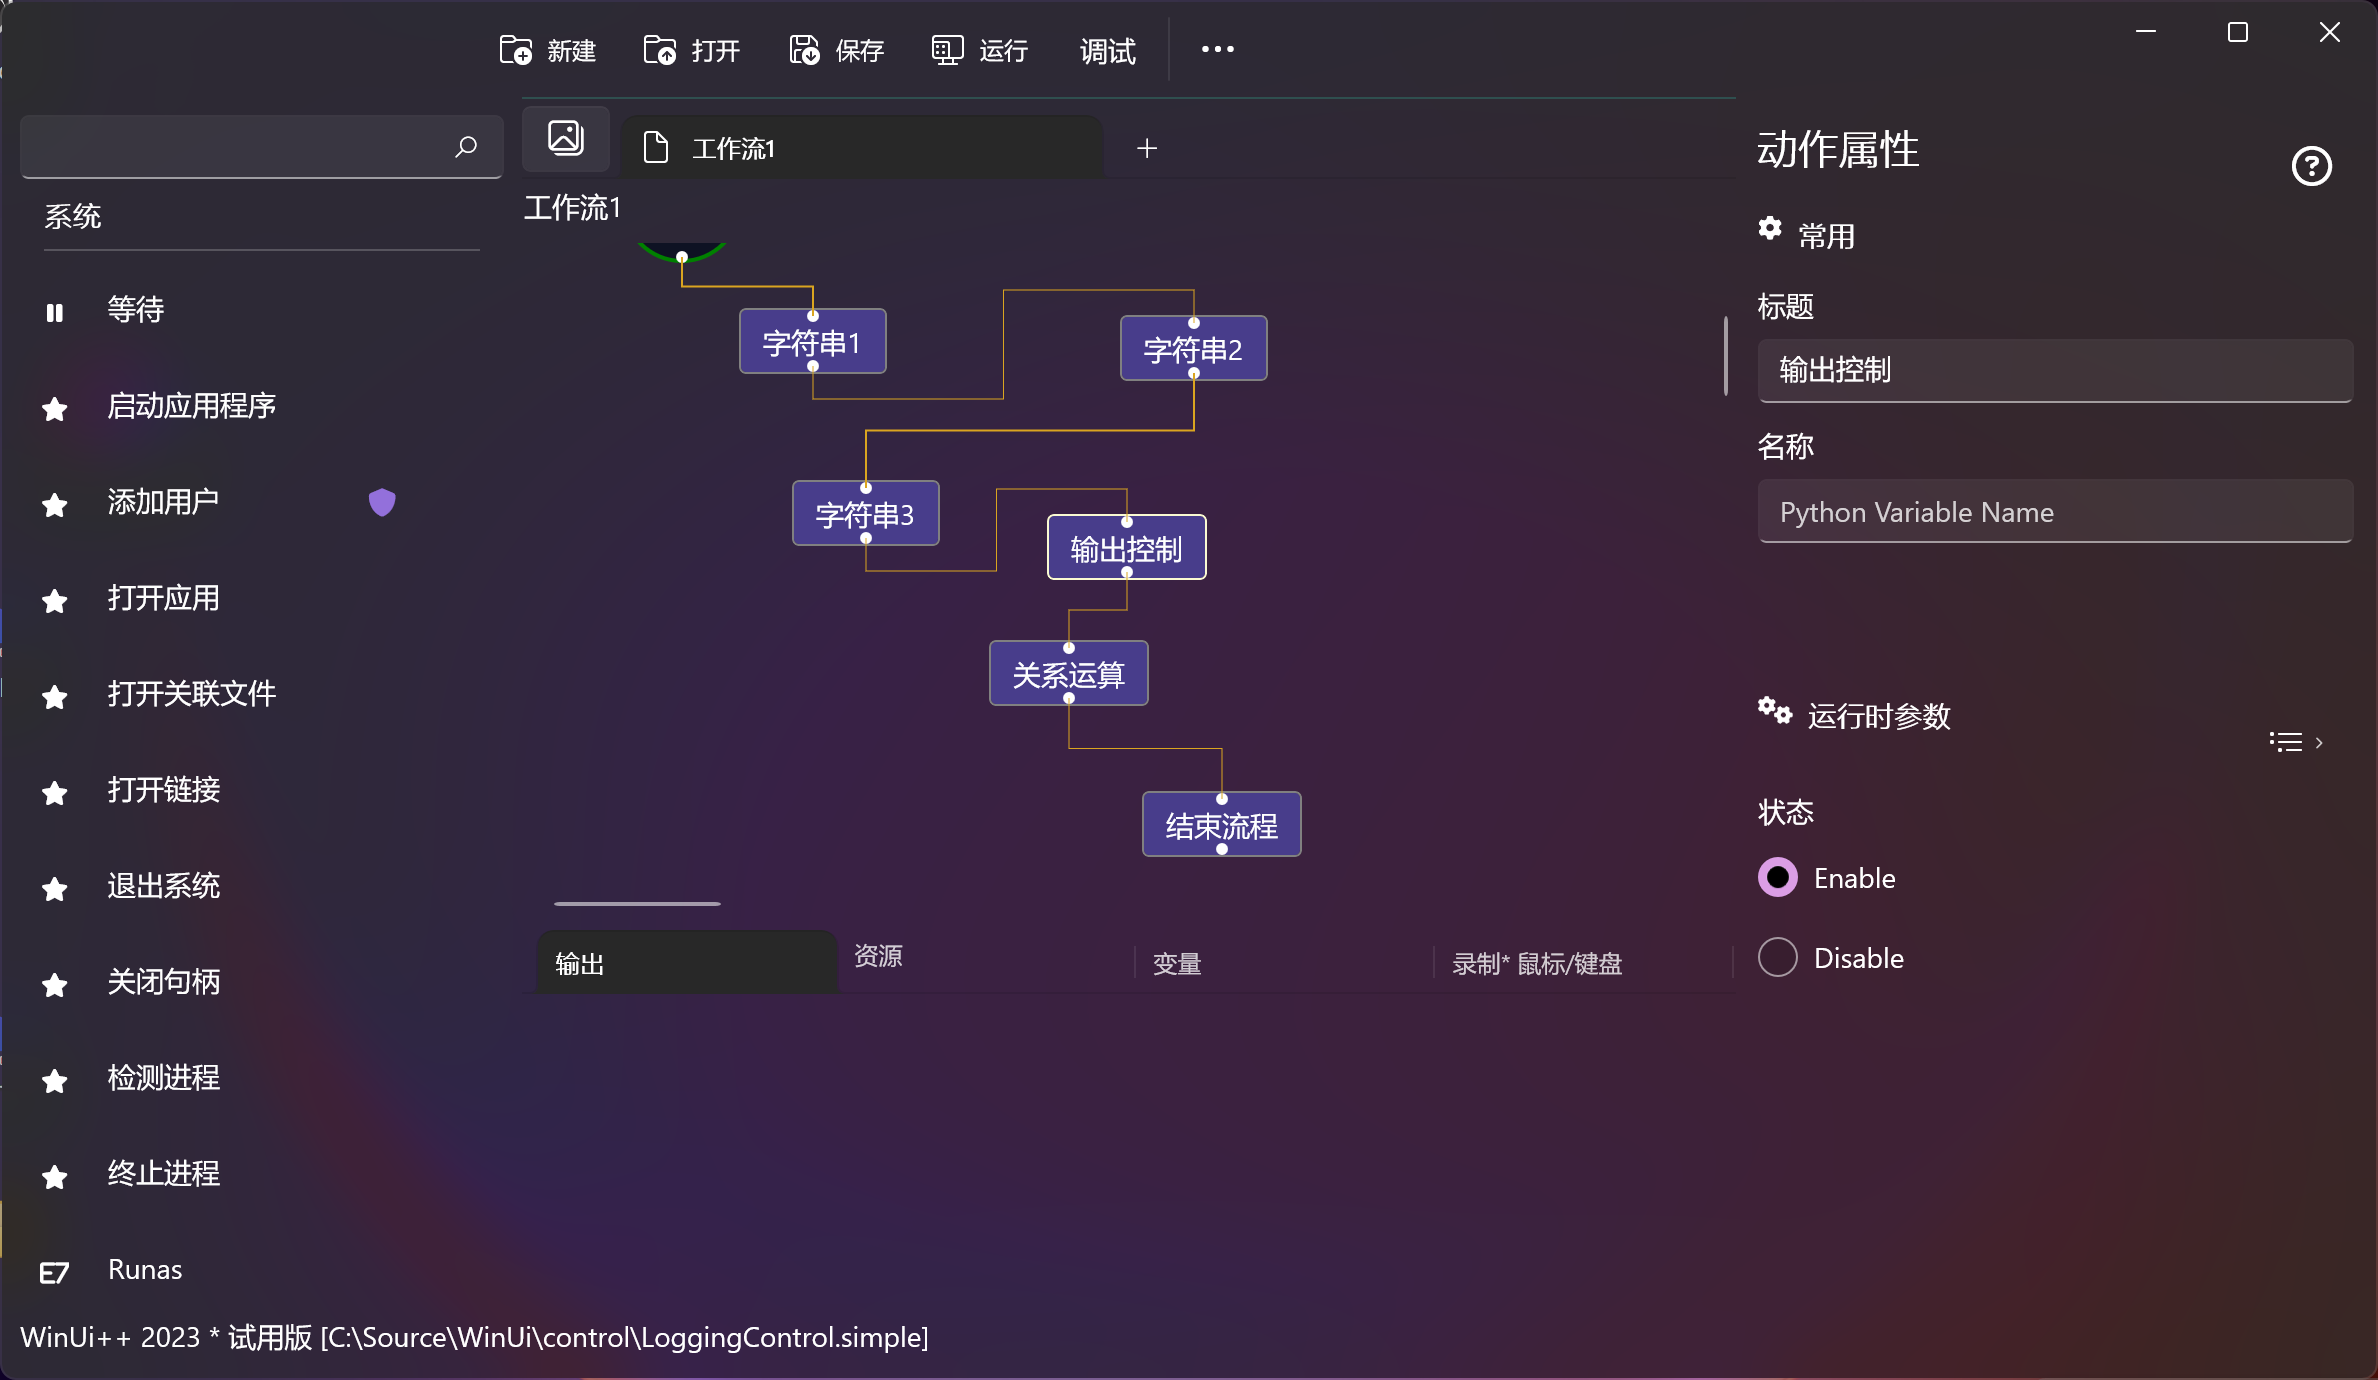 新建 打开 保存 运行 调试
系统
等待
启动应用程序
添加用户
打开应用
打开关联文件
打开链接
退出系统
关闭句柄
检测进程
终止进程
Runas
工作流1
工作流1
字符串1
字符串2
字符串3
输出控制
关系运算
结束流程
输出 资源 变量 录制* 鼠标/键盘
动作属性
常用
标题
输出控制
名称
Python Variable Name
运行时参数
状态
Enable
Disable
WinUi++ 2023 * 试用版 [C:\Source\WinUi\control\LoggingControl.simple]